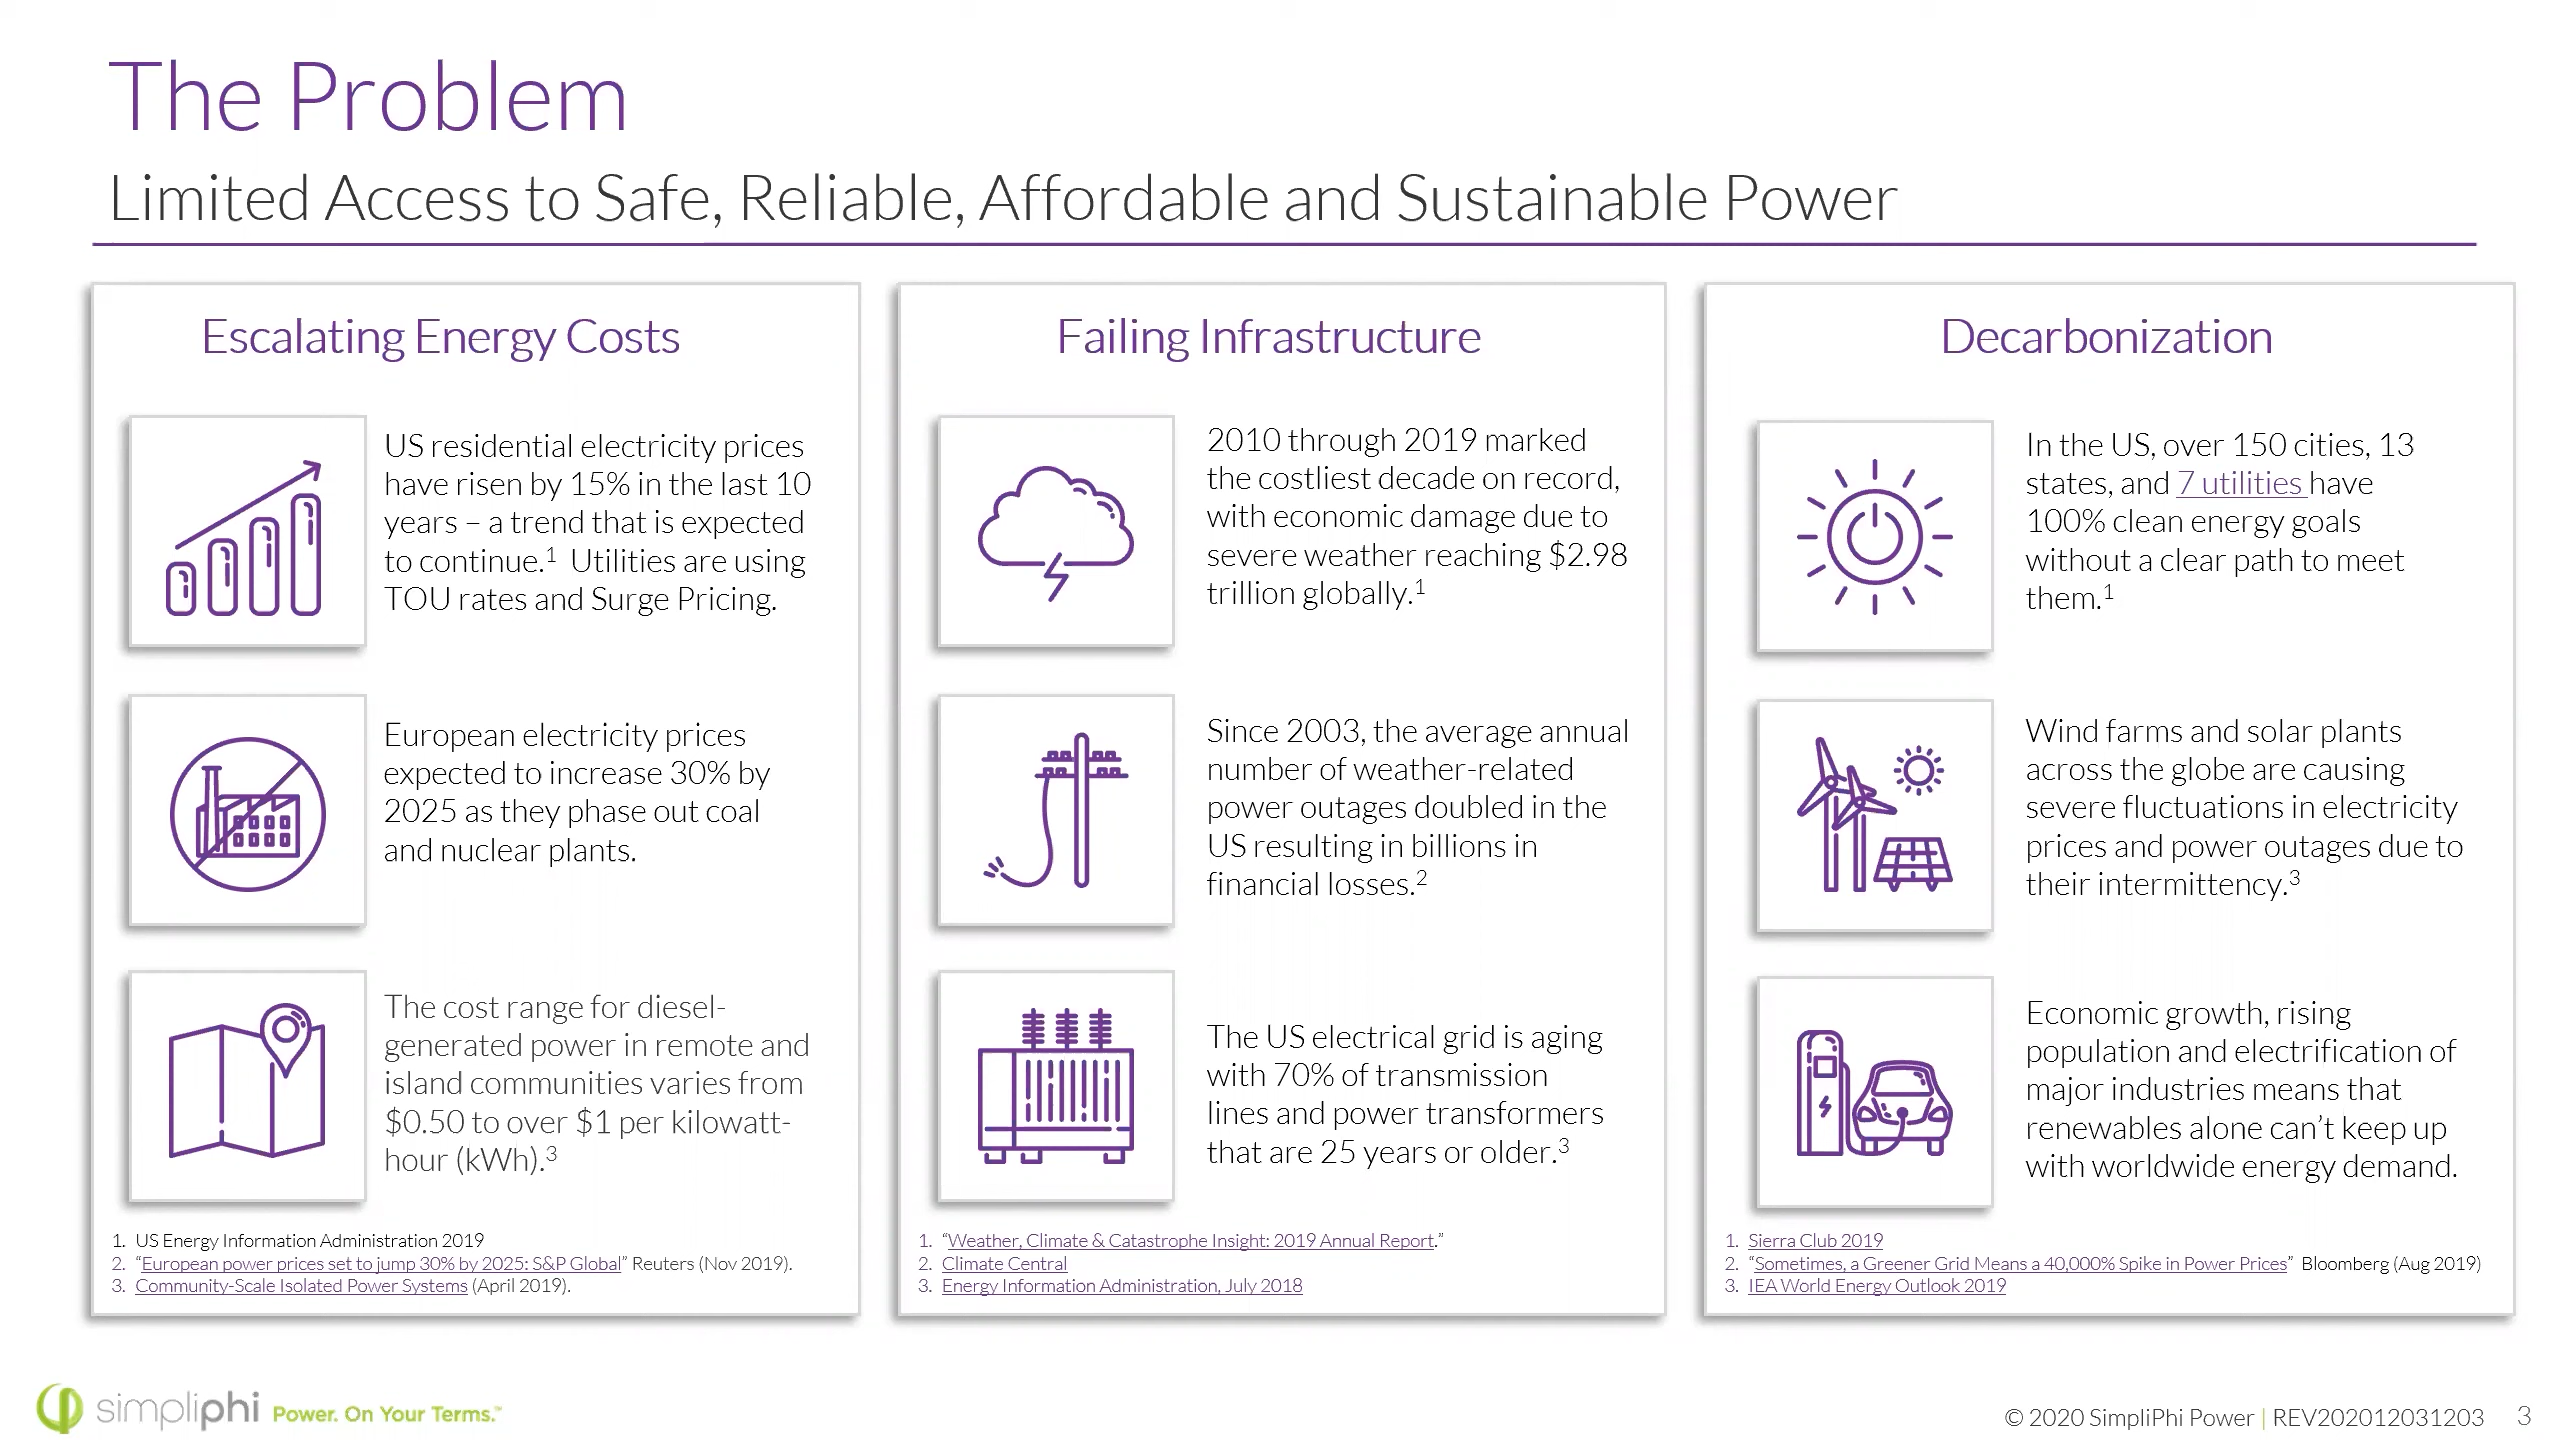 The Problem
Limited Access to Safe, Reliable, Affordable and Sustainable Power
Escalating Energy Costs
US residential electricity prices
have risen by 15% in the last 10
years – a trend that is expected
to continue.1 Utilities are using
TOU rates and Surge Pricing.
European electricity prices
expected to increase 30% by
2025 as they phase out coal
and nuclear plants.
The cost range for diesel-
generated power in remote and
island communities varies from
$0.50 to over $1 per kilowatt-
hour (kWh).3
1. US Energy Information Administration 2019
2. “European power prices set to jump 30% by 2025: S&P Global” Reuters (Nov 2019).
3. Community-Scale Isolated Power Systems (April 2019).
Failing Infrastructure
2010 through 2019 marked
the costliest decade on record,
with economic damage due to
severe weather reaching $2.98
trillion globally.1
Since 2003, the average annual
number of weather-related
power outages doubled in the
US resulting in billions in
financial losses.2
The US electrical grid is aging
with 70% of transmission
lines and power transformers
that are 25 years or older.3
1. “Weather, Climate & Catastrophe Insight: 2019 Annual Report.”
2. Climate Central
3. Energy Information Administration, July 2018
Decarbonization
In the US, over 150 cities, 13
states, and 7 utilities have
100% clean energy goals
without a clear path to meet
them.1
Wind farms and solar plants
across the globe are causing
severe fluctuations in electricity
prices and power outages due to
their intermittency.3
Economic growth, rising
population and electrification of
major industries means that
renewables alone can’t keep up
with worldwide energy demand.
1. Sierra Club 2019
2. “Sometimes, a Greener Grid Means a 40,000% Spike in Power Prices” Bloomberg (Aug 2019)
3. IEA World Energy Outlook 2019
simpliphi Power. On Your Terms.™
© 2020 SimpliPhi Power | REV202012031203 3